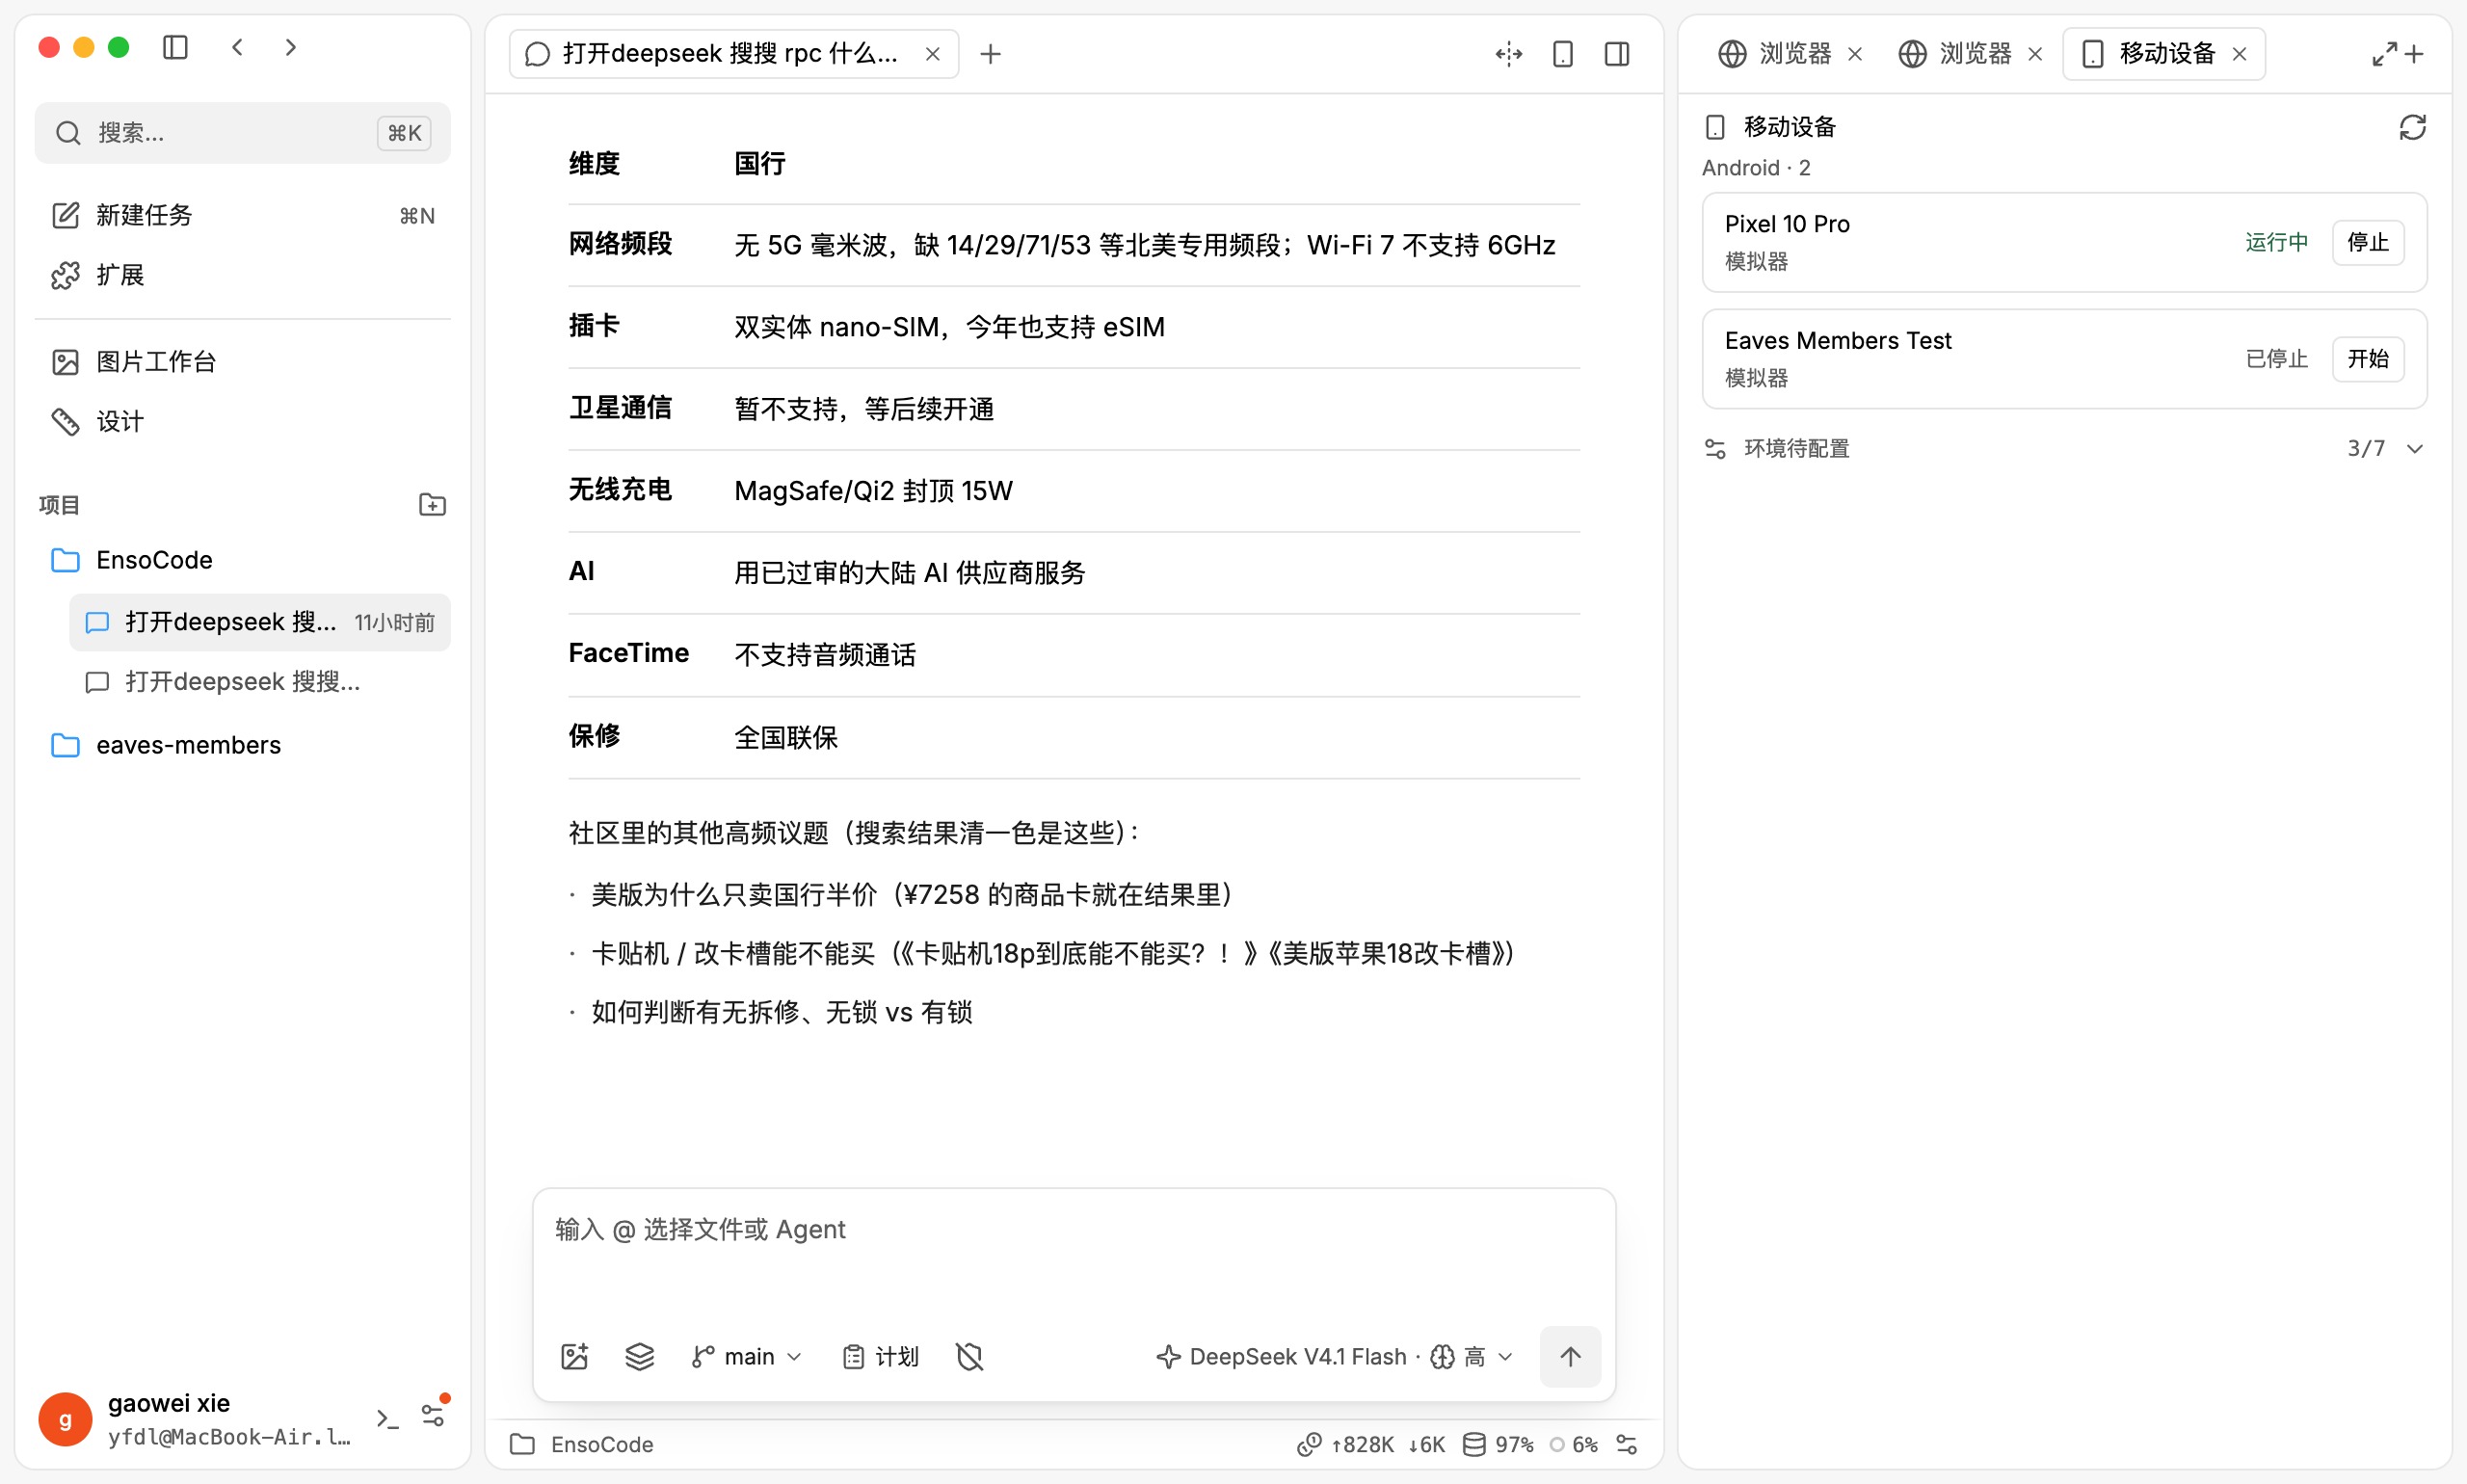 搜索...
⌘K
新建任务
⌘N
扩展
图片工作台
设计
项目
EnsoCode
打开deepseek 搜...
11小时前
打开deepseek 搜搜...
eaves-members
g
gaowei xie
yfdl@MacBook-Air.l...
打开deepseek 搜搜 rpc 什么...
维度 国行
网络频段 无 5G 毫米波，缺 14/29/71/53 等北美专用频段；Wi-Fi 7 不支持 6GHz
插卡 双实体 nano-SIM，今年也支持 eSIM
卫星通信 暂不支持，等后续开通
无线充电 MagSafe/Qi2 封顶 15W
AI 用已过审的大陆 AI 供应商服务
FaceTime 不支持音频通话
保修 全国联保
社区里的其他高频议题（搜索结果清一色是这些）：
· 美版为什么只卖国行半价（¥7258 的商品卡就在结果里）
· 卡贴机 / 改卡槽能不能买（《卡贴机18p到底能不能买？！》《美版苹果18改卡槽》）
· 如何判断有无拆修、无锁 vs 有锁
输入 @ 选择文件或 Agent
main
计划
DeepSeek V4.1 Flash · 高
EnsoCode
↑828K ↓6K 97% 6%
浏览器
浏览器
移动设备
移动设备
Android · 2
Pixel 10 Pro
模拟器
运行中
停止
Eaves Members Test
模拟器
已停止
开始
环境待配置
3/7